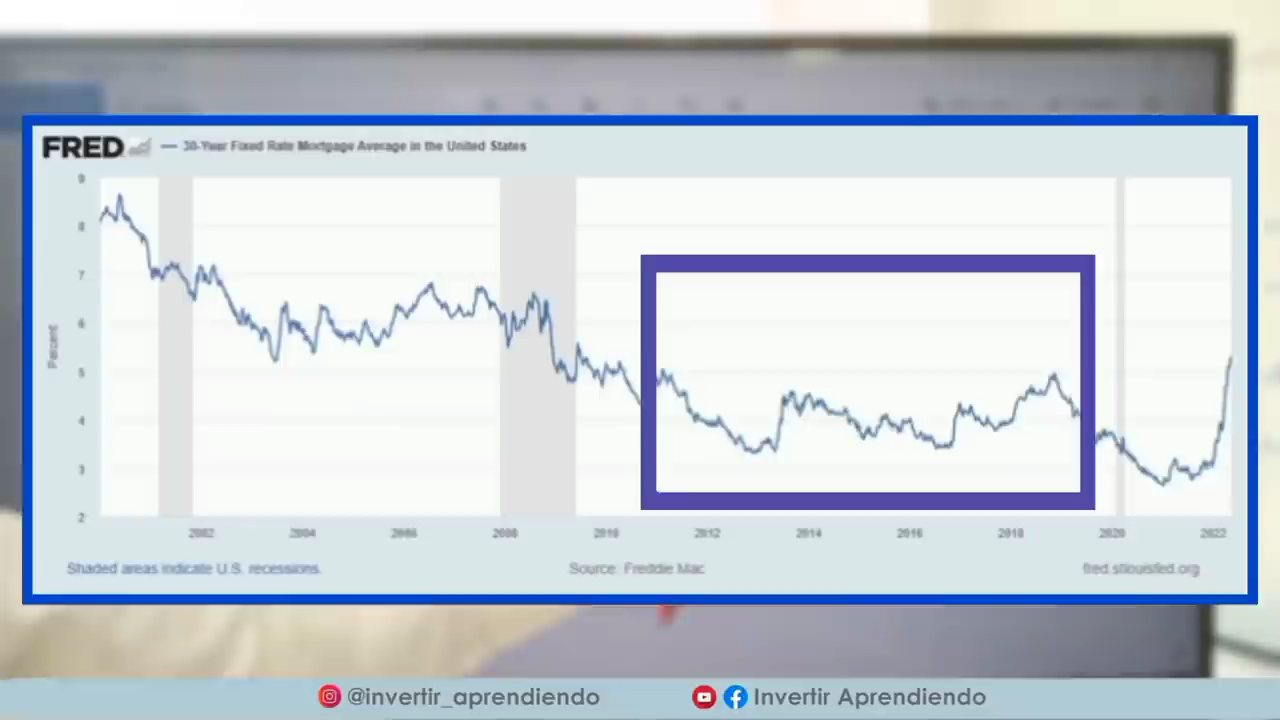 FRED — 30-Year Fixed Rate Mortgage Average in the United States
9
8
7
6
5
4
3
2
Percent
2002 2004 2006 2008 2010 2012 2014 2016 2018 2020 2022
Shaded areas indicate U.S. recessions.
Source: Freddie Mac
fred.stlouisfed.org
@invertir_aprendiendo
Invertir Aprendiendo